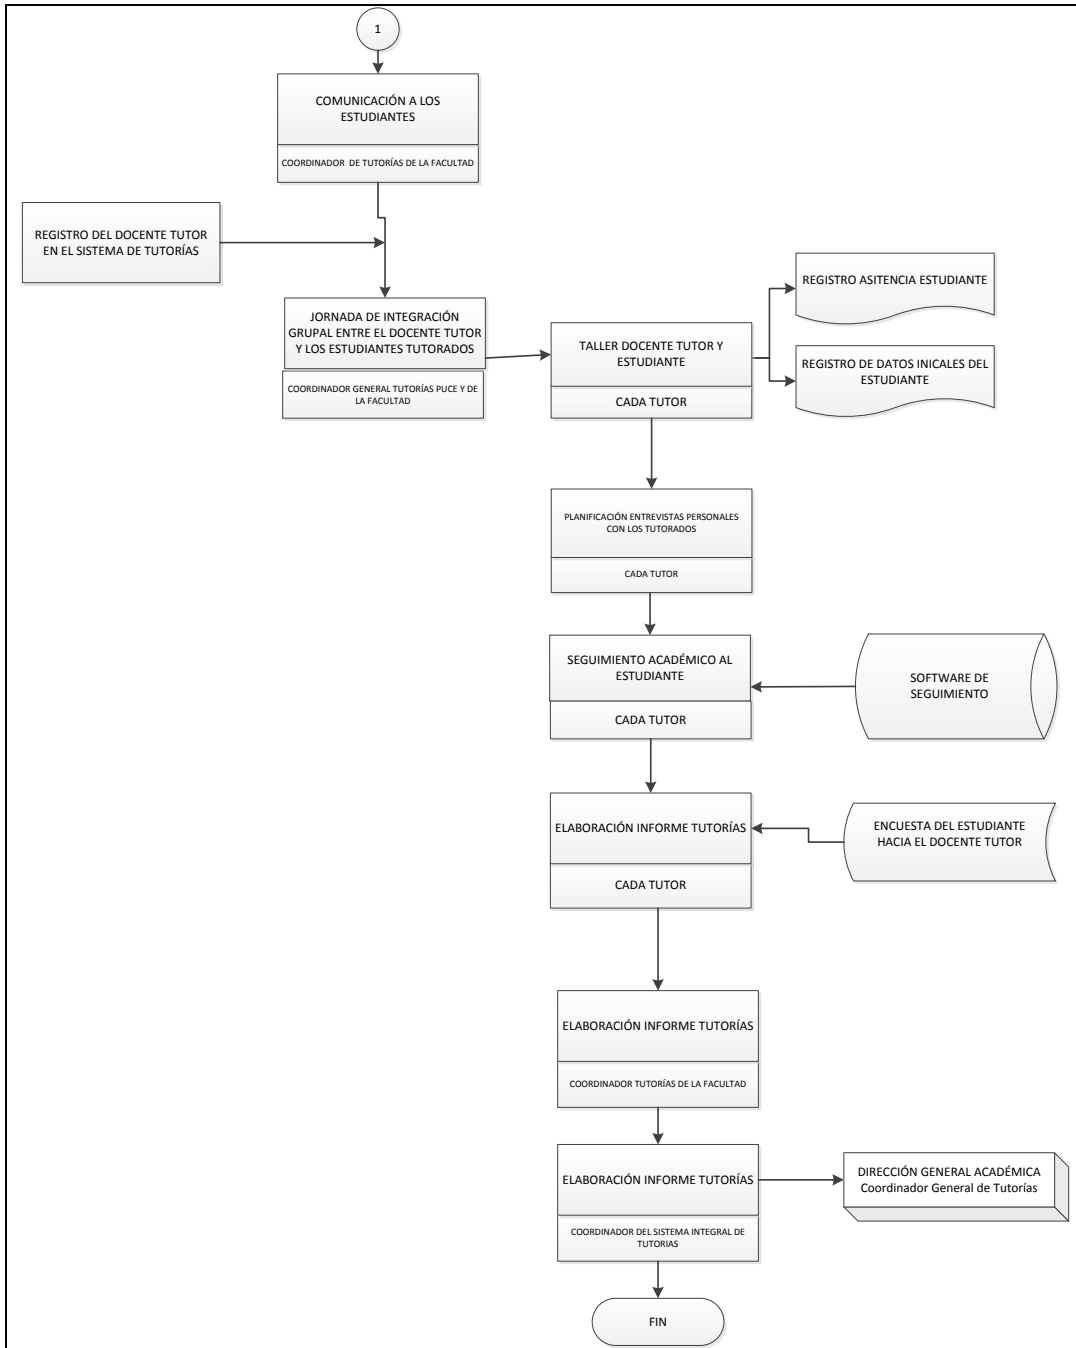 1
COMUNICACIÓN A LOS
ESTUDIANTES
COORDINADOR DE TUTORÍAS DE LA FACULTAD
REGISTRO DEL DOCENTE TUTOR
EN EL SISTEMA DE TUTORÍAS
JORNADA DE INTEGRACIÓN
GRUPAL ENTRE EL DOCENTE TUTOR
Y LOS ESTUDIANTES TUTORADOS
COORDINADOR GENERAL TUTORÍAS PUCE Y DE
LA FACULTAD
TALLER DOCENTE TUTOR Y
ESTUDIANTE
CADA TUTOR
REGISTRO ASITENCIA ESTUDIANTE
REGISTRO DE DATOS INICALES DEL
ESTUDIANTE
PLANIFICACIÓN ENTREVISTAS PERSONALES
CON LOS TUTORADOS
CADA TUTOR
SEGUIMIENTO ACADÉMICO AL
ESTUDIANTE
CADA TUTOR
SOFTWARE DE
SEGUIMIENTO
ELABORACIÓN INFORME TUTORÍAS
CADA TUTOR
ENCUESTA DEL ESTUDIANTE
HACIA EL DOCENTE TUTOR
ELABORACIÓN INFORME TUTORÍAS
COORDINADOR TUTORÍAS DE LA FACULTAD
ELABORACIÓN INFORME TUTORÍAS
COORDINADOR DEL SISTEMA INTEGRAL DE
TUTORIAS
DIRECCIÓN GENERAL ACADÉMICA
Coordinador General de Tutorías
FIN